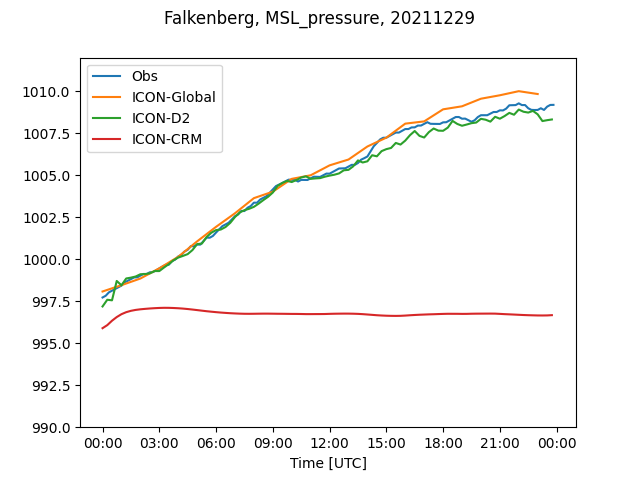 Falkenberg, MSL_pressure, 20211229
Obs
ICON-Global
ICON-D2
ICON-CRM
1010.0
1007.5
1005.0
1002.5
1000.0
997.5
995.0
992.5
990.0
00:00 03:00 06:00 09:00 12:00 15:00 18:00 21:00 00:00
Time [UTC]